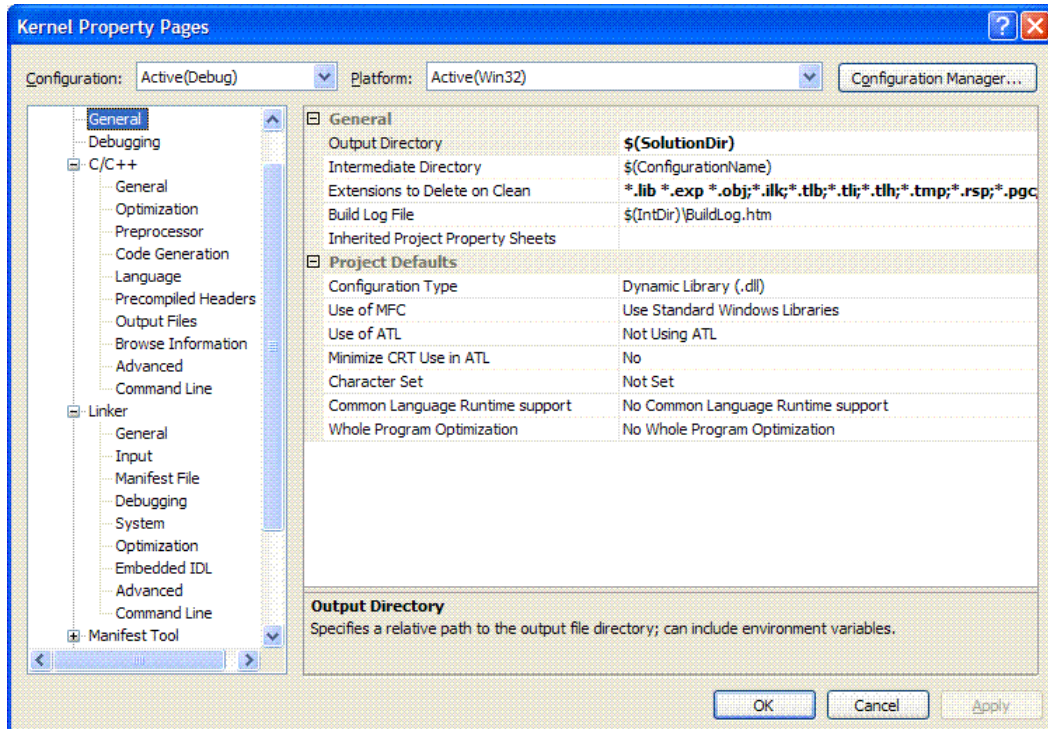 Kernel Property Pages
Configuration: Active(Debug) Platform: Active(Win32) Configuration Manager...
General
Debugging
C/C++
General
Optimization
Preprocessor
Code Generation
Language
Precompiled Headers
Output Files
Browse Information
Advanced
Command Line
Linker
General
Input
Manifest File
Debugging
System
Optimization
Embedded IDL
Advanced
Command Line
Manifest Tool
General
Output Directory $(SolutionDir)
Intermediate Directory $(ConfigurationName)
Extensions to Delete on Clean *.lib *.exp *.obj;*.ilk;*.tlb;*.tli;*.tlh;*.tmp;*.rsp;*.pgc;
Build Log File $(IntDir)\BuildLog.htm
Inherited Project Property Sheets
Project Defaults
Configuration Type Dynamic Library (.dll)
Use of MFC Use Standard Windows Libraries
Use of ATL Not Using ATL
Minimize CRT Use in ATL No
Character Set Not Set
Common Language Runtime support No Common Language Runtime support
Whole Program Optimization No Whole Program Optimization
Output Directory
Specifies a relative path to the output file directory; can include environment variables.
OK Cancel Apply